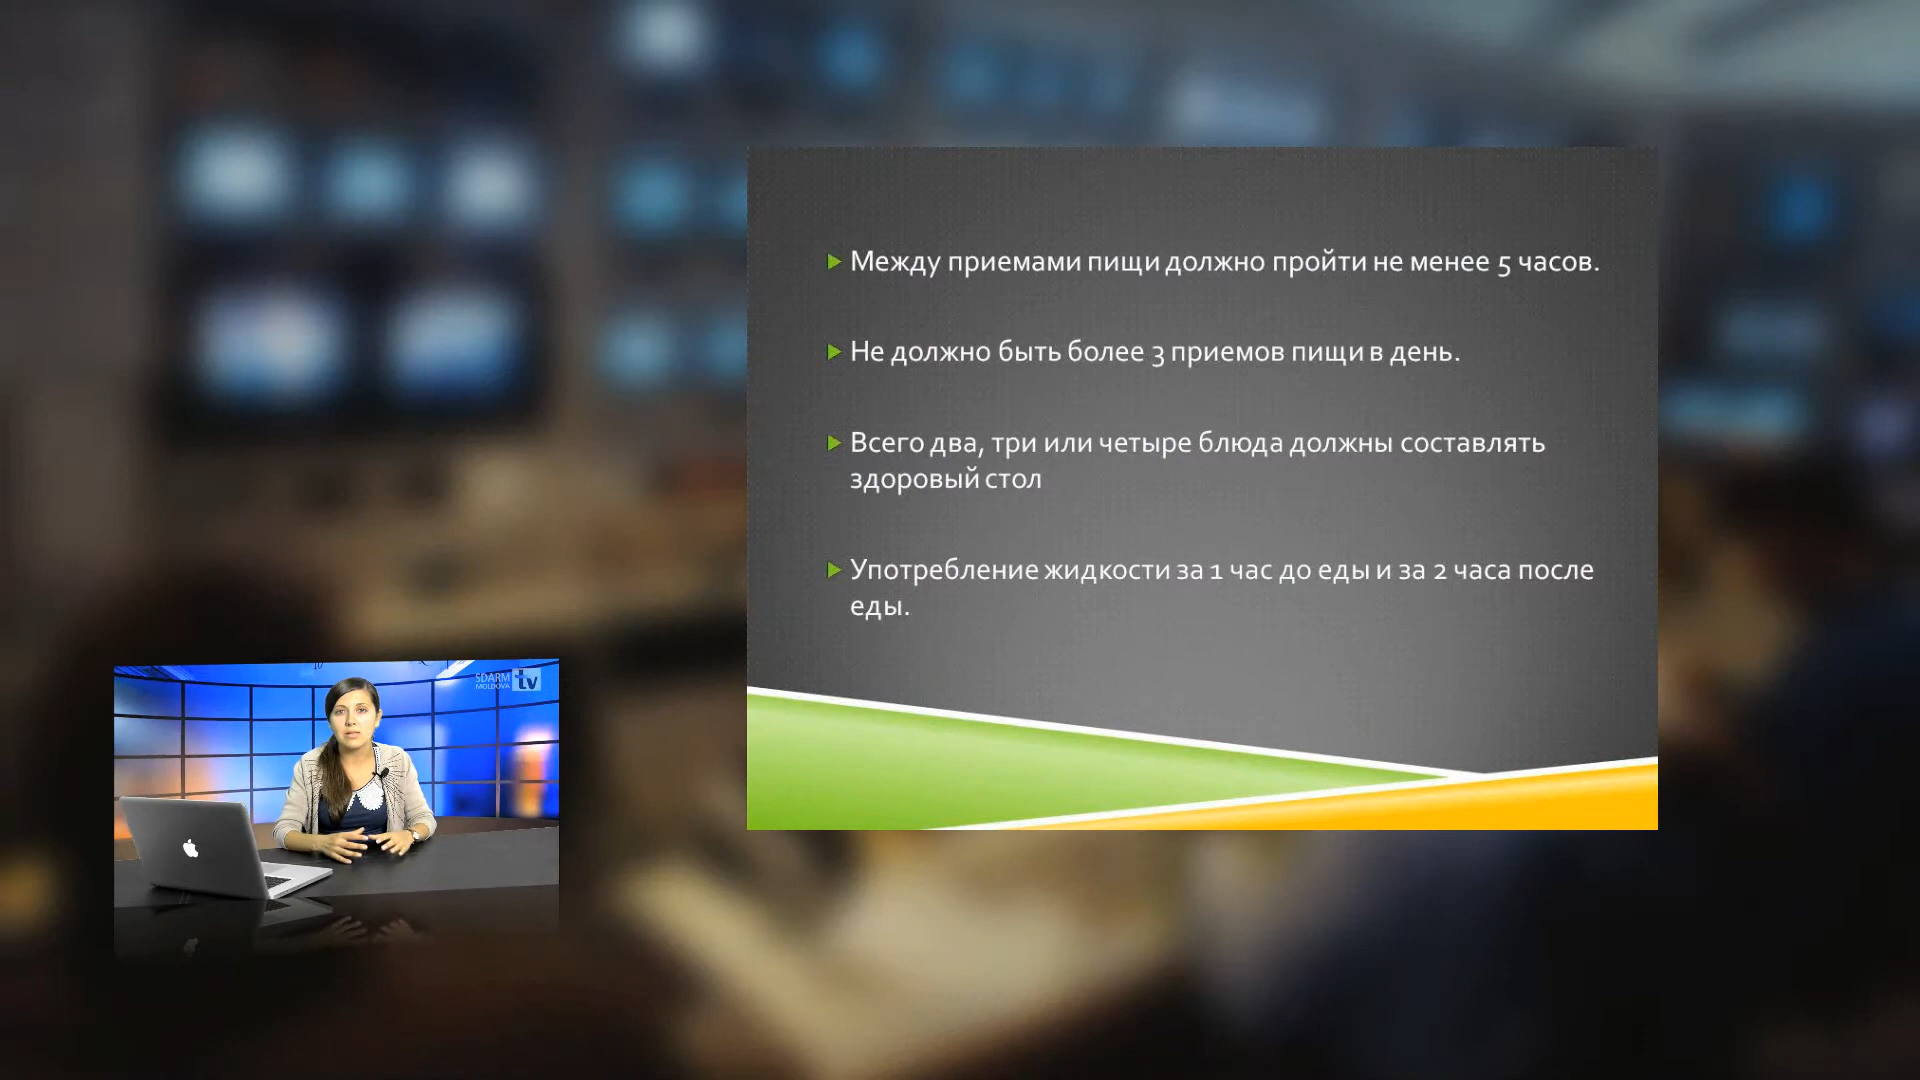 Между приемами пищи должно пройти не менее 5 часов.
Не должно быть более 3 приемов пищи в день.
Всего два, три или четыре блюда должны составлять
здоровый стол
Употребление жидкости за 1 час до еды и за 2 часа после
еды.
SDARM
MOLDOVA
tv